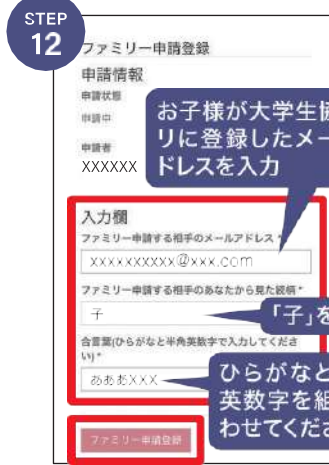 STEP
12
ファミリー申請登録
申請情報
申請状態
申請中
申請者
XXXXXX
お子様が大学生協
リに登録したメー
ドレスを入力
入力欄
ファミリー申請する相手のメールアドレス *
xxxxxxxxxx@xxx.com
ファミリー申請する相手のあなたから見た続柄 *
子
「子」を
合言葉(ひらがなと半角英数字で入力してくださ
い) *
あああXXX
ひらがなと
英数字を組
わせてくださ
ファミリー申請登録